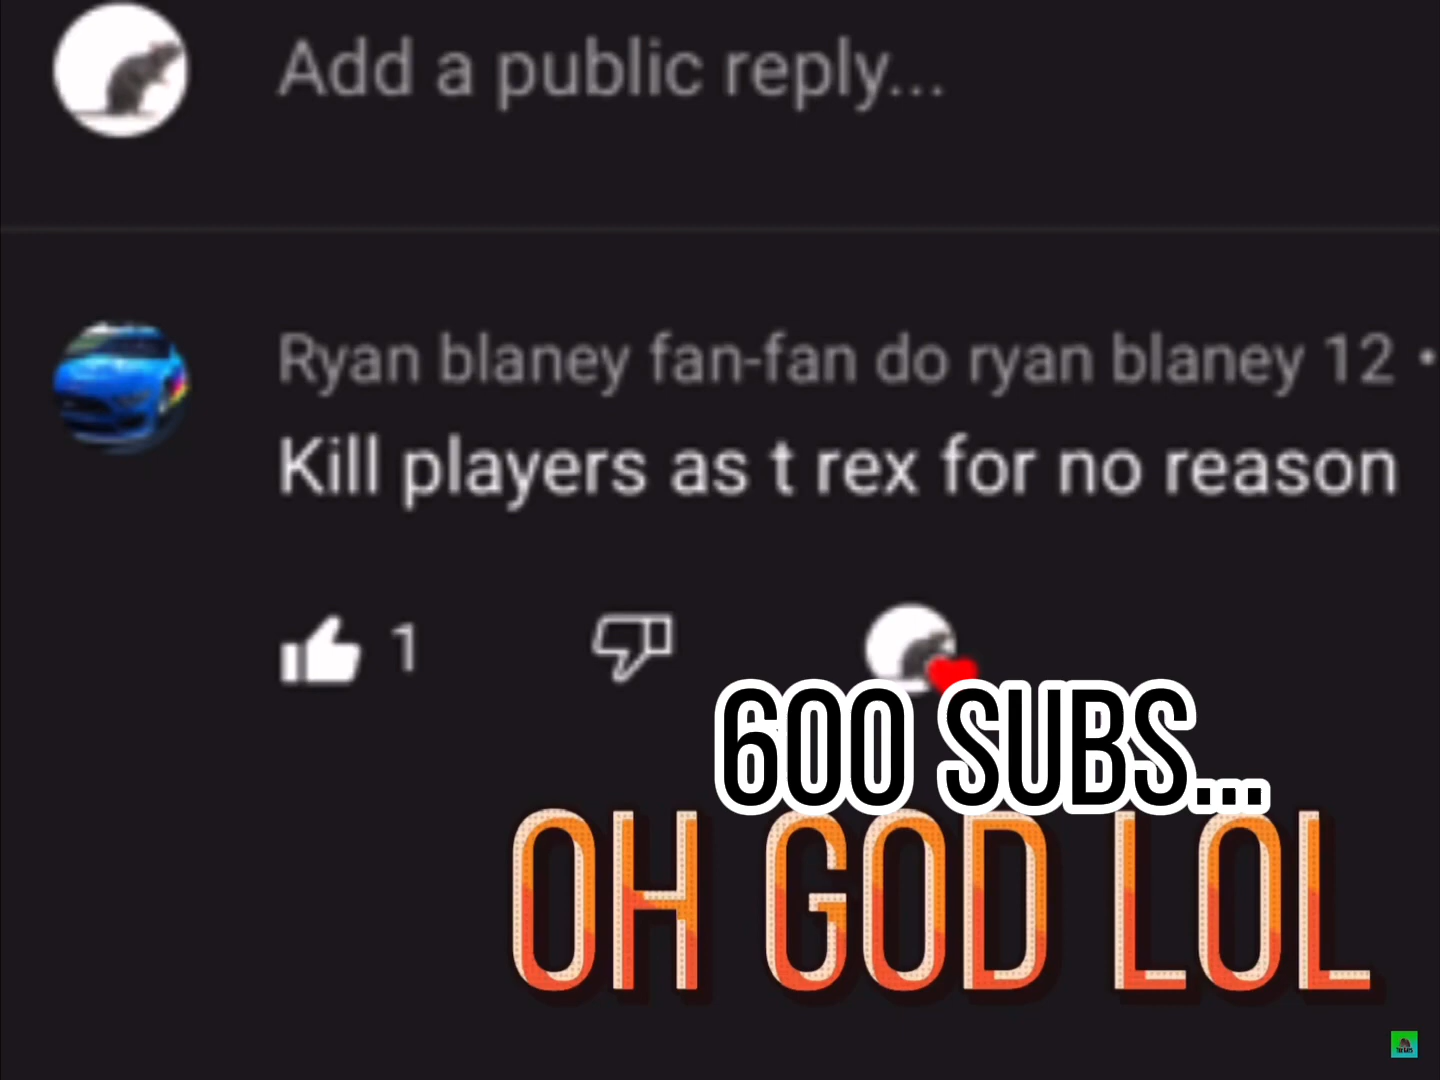 Add a public reply...
Ryan blaney fan-fan do ryan blaney 12 •
Kill players as t rex for no reason
1
600 SUBS...
OH GOD LOL